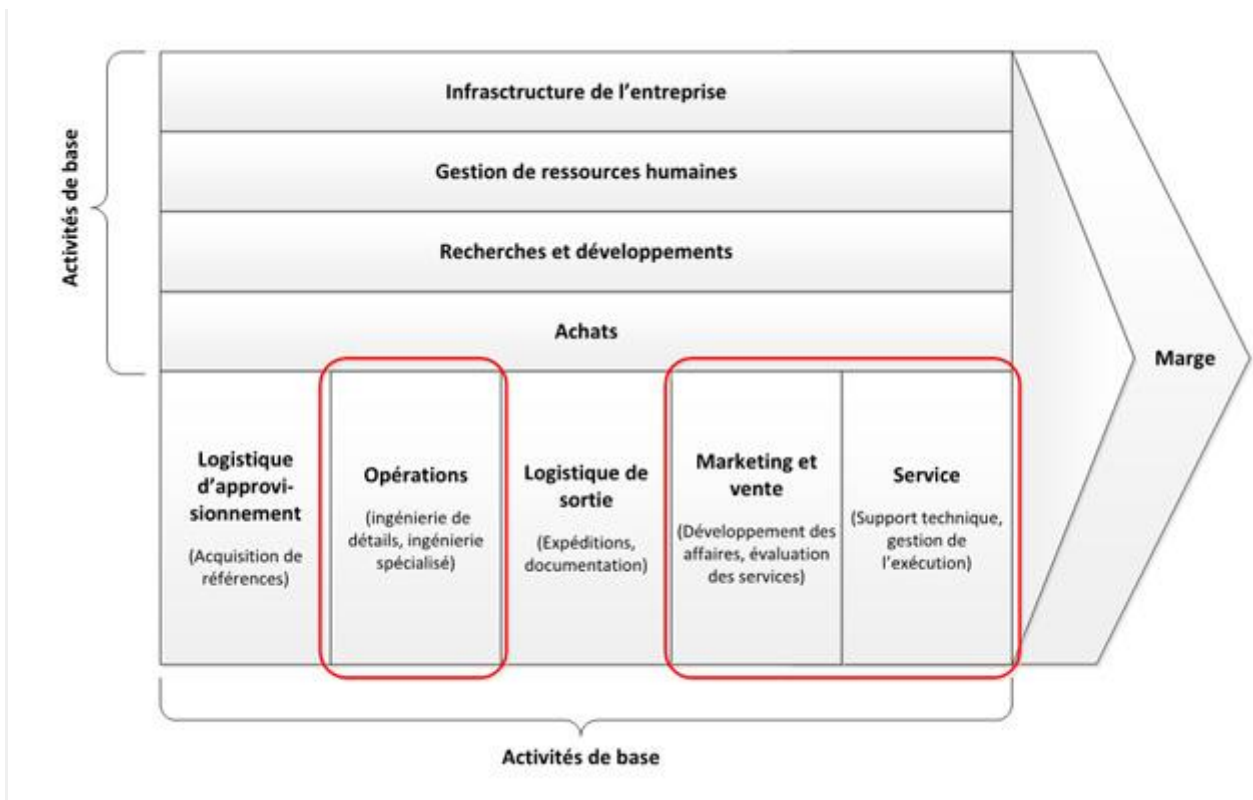 Infrasctructure de l'entreprise
Gestion de ressources humaines
Recherches et développements
Achats
Activités de base
Marge
Logistique
d'approvi-
sionnement
(Acquisition de
références)
Opérations
(ingénierie de
détails, ingénierie
spécialisé)
Logistique de
sortie
(Expéditions,
documentation)
Marketing et
vente
(Développement des
affaires, évaluation
des services)
Service
(Support technique,
gestion de
l'exécution)
Activités de base